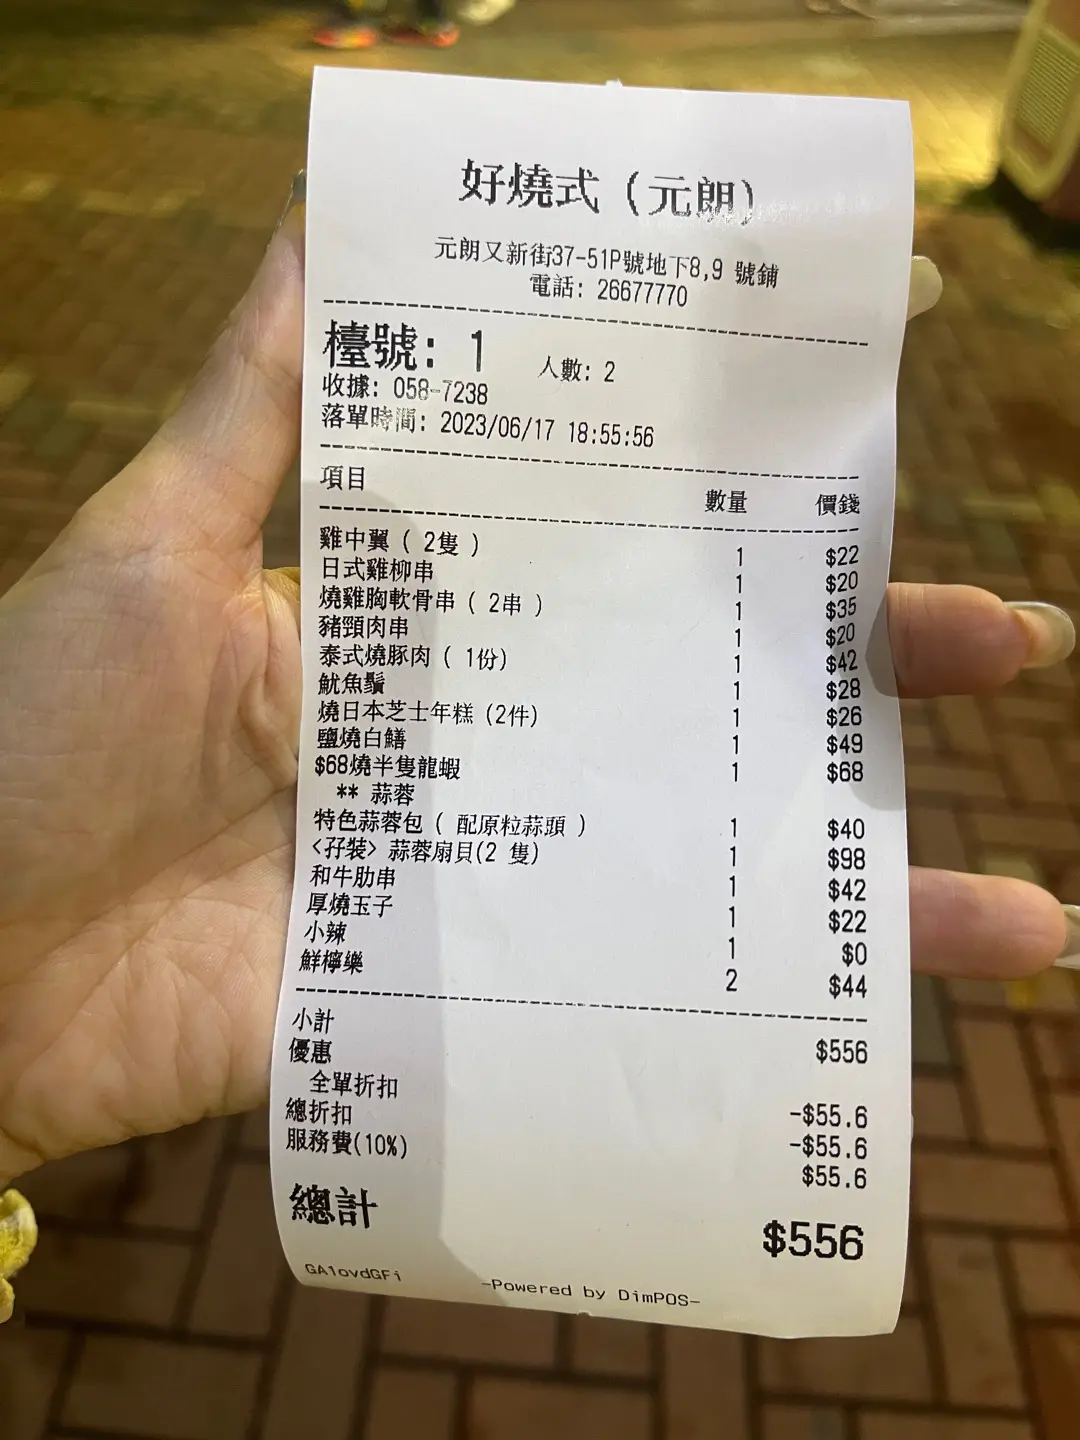 好燒式（元朗）
元朗又新街37-51P號地下8,9 號鋪
電話: 26677770
檯號: 1 人數: 2
收據: 058-7238
落單時間: 2023/06/17 18:55:56
項目 數量 價錢
雞中翼 ( 2隻 ) 1 $22
日式雞柳串 1 $20
燒雞胸軟骨串 ( 2串 ) 1 $35
豬頸肉串 1 $20
泰式燒豚肉 ( 1份) 1 $42
魷魚鬚 1 $28
燒日本芝士年糕 (2件) 1 $26
鹽燒白鱔 1 $49
$68燒半隻龍蝦 1 $68
** 蒜蓉
特色蒜蓉包 ( 配原粒蒜頭 ) 1 $40
<孖裝> 蒜蓉扇貝(2 隻) 1 $98
和牛肋串 1 $42
厚燒玉子 1 $22
小辣 1 $0
鮮檸樂 2 $44
小計 $556
優惠
全單折扣 -$55.6
總折扣 -$55.6
服務費(10%) $55.6
總計 $556
GA1ovdGFi -Powered by DimPOS-